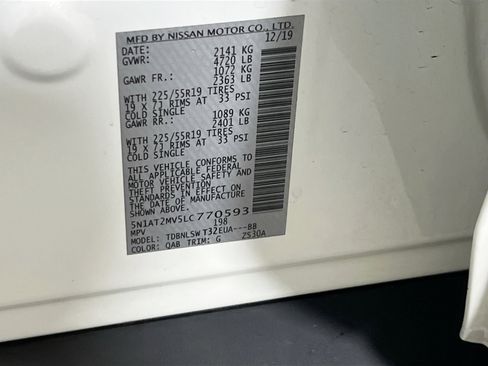 MFD BY NISSAN MOTOR CO., LTD.
DATE: 12/19
GVWR: 2141 KG
4720 LB
GAWR FR.: 1072 KG
2363 LB
WITH 225/55R19 TIRES
19 X 7J RIMS AT 33 PSI
COLD SINGLE
GAWR RR.: 1089 KG
2401 LB
WITH 225/55R19 TIRES
19 X 7J RIMS AT 33 PSI
COLD SINGLE
THIS VEHICLE CONFORMS TO
ALL APPLICABLE FEDERAL
MOTOR VEHICLE SAFETY AND
THEFT PREVENTION
STANDARDS IN EFFECT ON
THE DATE OF MANUFACTURE
SHOWN ABOVE.
5N1AT2MV5LC770593
MPV 198
MODEL: TDBNLSW T32EUA---BB
COLOR: QAB TRIM: G Z530A